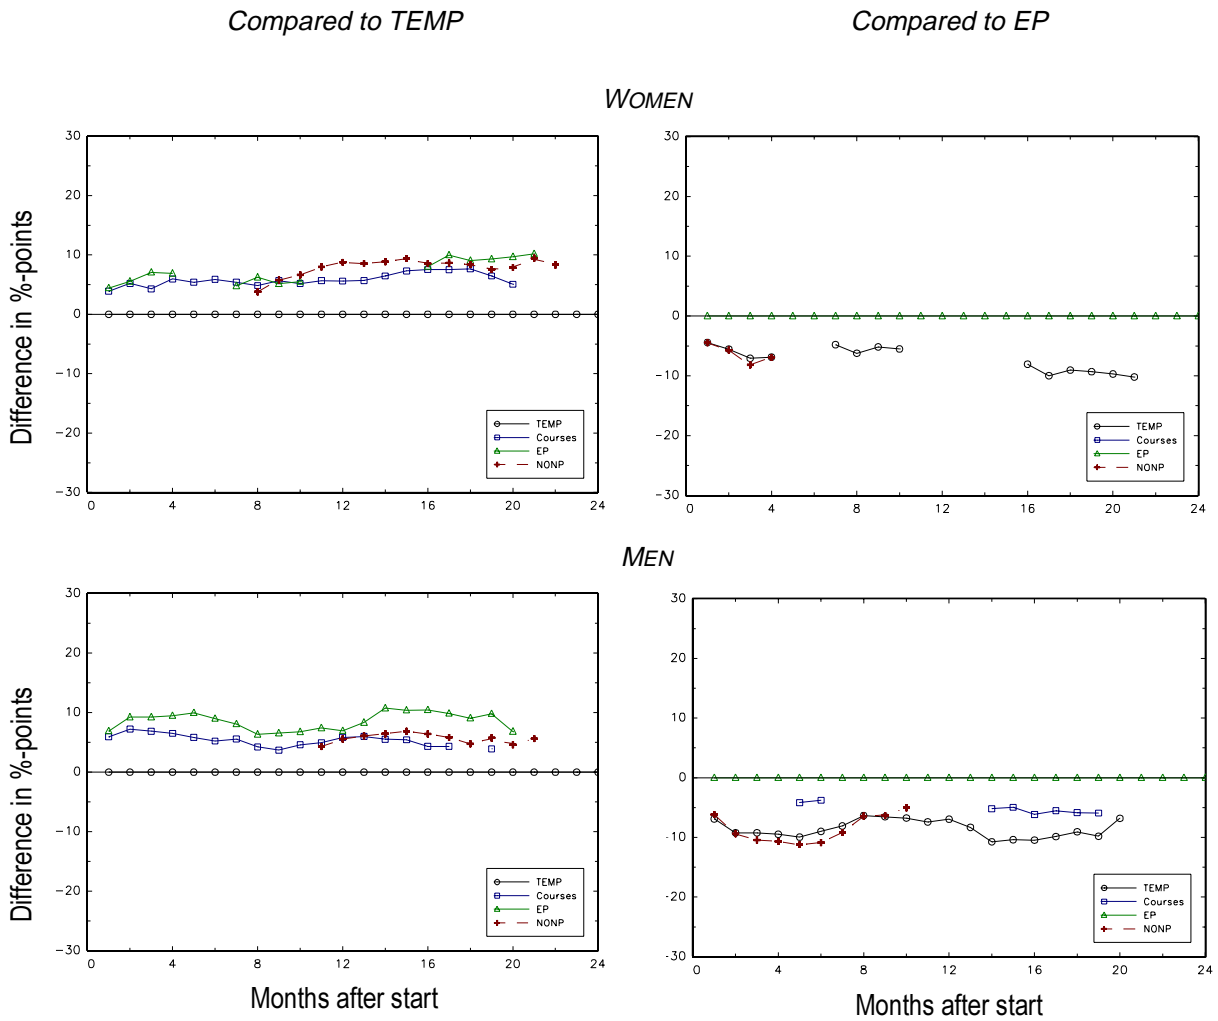 Compared to TEMP
Compared to EP
WOMEN
Difference in %-points
30
20
10
0
-10
-20
-30
0 4 8 12 16 20 24
TEMP
Courses
EP
NONP
30
20
10
0
-10
-20
-30
0 4 8 12 16 20 24
TEMP
Courses
EP
NONP
MEN
Difference in %-points
30
20
10
0
-10
-20
-30
0 4 8 12 16 20 24
TEMP
Courses
EP
NONP
Months after start
30
20
10
0
-10
-20
-30
0 4 8 12 16 20 24
TEMP
Courses
EP
NONP
Months after start